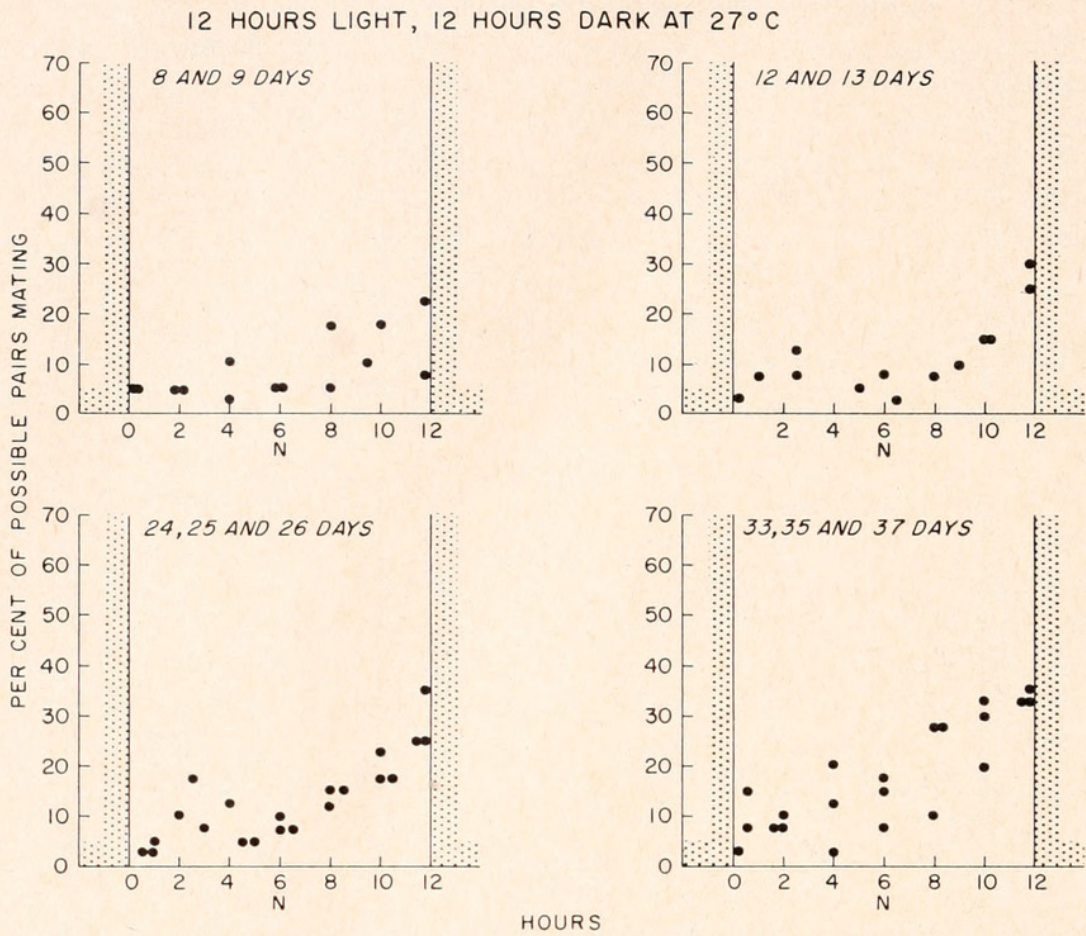 12 HOURS LIGHT, 12 HOURS DARK AT 27°C
PER CENT OF POSSIBLE PAIRS MATING
8 AND 9 DAYS
70
60
50
40
30
20
10
0
0 2 4 6 8 10 12
N
12 AND 13 DAYS
70
60
50
40
30
20
10
0
2 4 6 8 10 12
N
24, 25 AND 26 DAYS
70
60
50
40
30
20
10
0
0 2 4 6 8 10 12
N
33, 35 AND 37 DAYS
70
60
50
40
30
20
10
0
0 2 4 6 8 10 12
N
HOURS